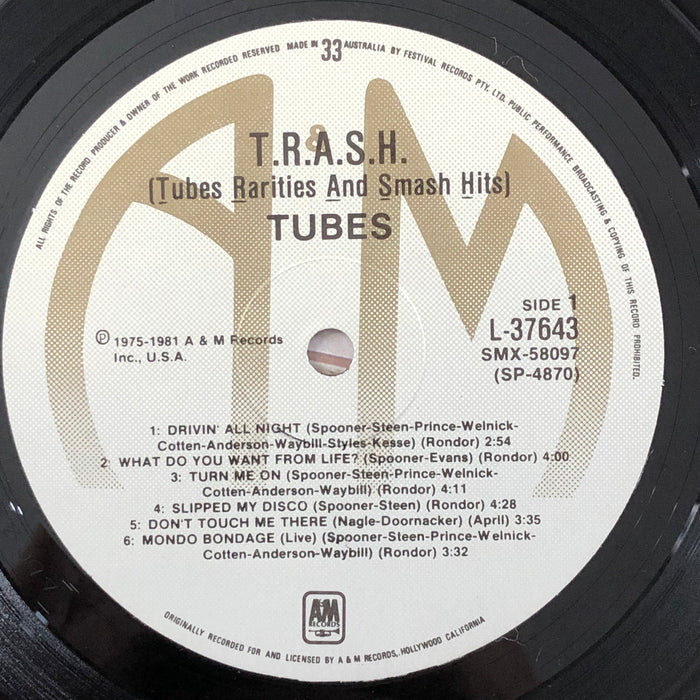 ALL RIGHTS OF THE RECORD PRODUCER & OWNER OF THE WORK RECORDED RESERVED MADE IN 33 AUSTRALIA BY FESTIVAL RECORDS PTY. LTD. PUBLIC PERFORMANCE BROADCASTING & COPYING OF THIS RECORD PROHIBITED.
A&M
T.R.A.S.H.
(Tubes Rarities And Smash Hits)
TUBES
SIDE 1
L-37643
SMX-58097
(SP-4870)
Ⓟ 1975-1981 A & M Records
Inc., U.S.A.
1: DRIVIN' ALL NIGHT (Spooner-Steen-Prince-Welnick-
Cotten-Anderson-Waybill-Styles-Kesse) (Rondor) 2:54
2: WHAT DO YOU WANT FROM LIFE? (Spooner-Evans) (Rondor) 4:00
3: TURN ME ON (Spooner-Steen-Prince-Welnick-
Cotten-Anderson-Waybill) (Rondor) 4:11
4: SLIPPED MY DISCO (Spooner-Steen) (Rondor) 4:28
5: DON'T TOUCH ME THERE (Nagle-Doornacker) (April) 3:35
6: MONDO BONDAGE (Live) (Spooner-Steen-Prince-Welnick-
Cotten-Anderson-Waybill) (Rondor) 3:32
A&M
RECORDS
ORIGINALLY RECORDED FOR AND LICENSED BY A & M RECORDS, HOLLYWOOD CALIFORNIA